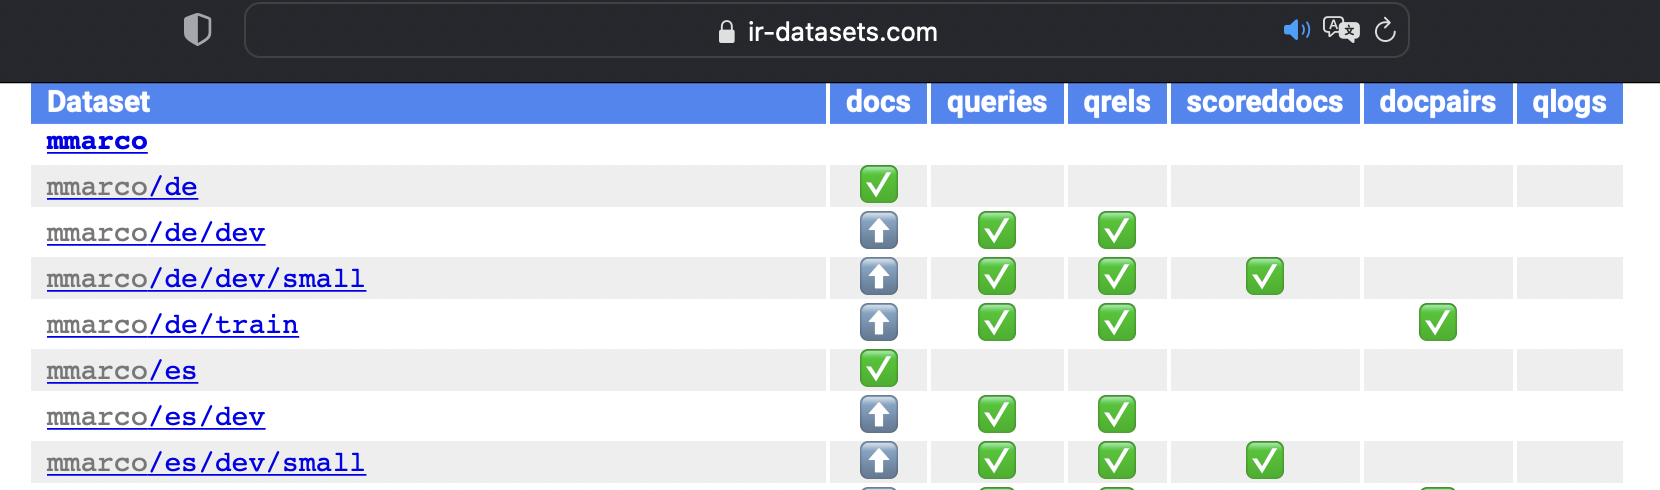 ir-datasets.com
Dataset docs queries qrels scoreddocs docpairs qlogs
mmarco
mmarco/de
mmarco/de/dev
mmarco/de/dev/small
mmarco/de/train
mmarco/es
mmarco/es/dev
mmarco/es/dev/small